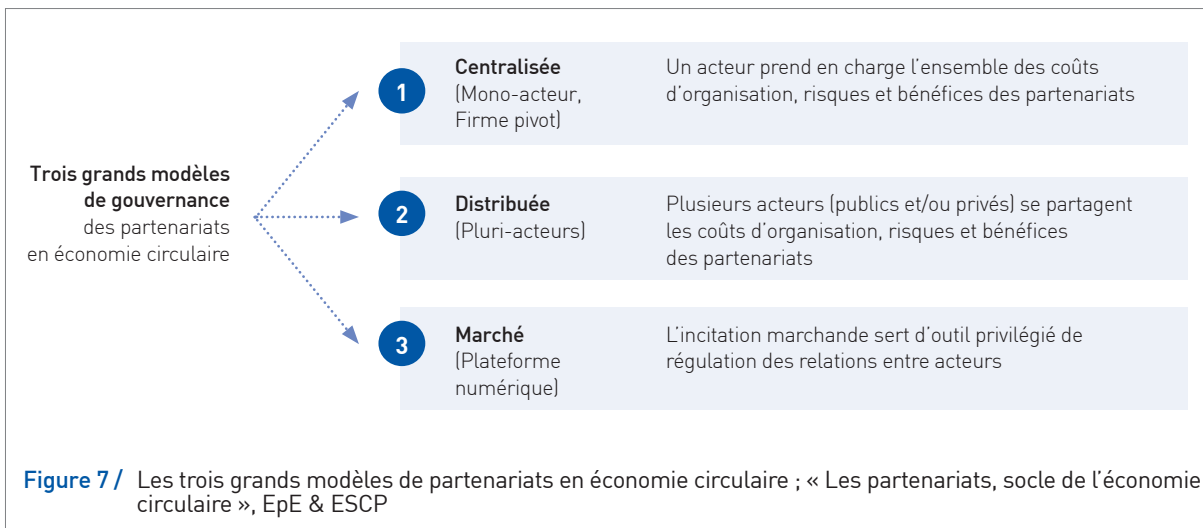 Trois grands modèles
de gouvernance
des partenariats
en économie circulaire
1
Centralisée
(Mono-acteur,
Firme pivot)
Un acteur prend en charge l'ensemble des coûts
d'organisation, risques et bénéfices des partenariats
2
Distribuée
(Pluri-acteurs)
Plusieurs acteurs (publics et/ou privés) se partagent
les coûts d'organisation, risques et bénéfices
des partenariats
3
Marché
(Plateforme
numérique)
L'incitation marchande sert d'outil privilégié de
régulation des relations entre acteurs
Figure 7 / Les trois grands modèles de partenariats en économie circulaire ; « Les partenariats, socle de l'économie
circulaire », EpE & ESCP